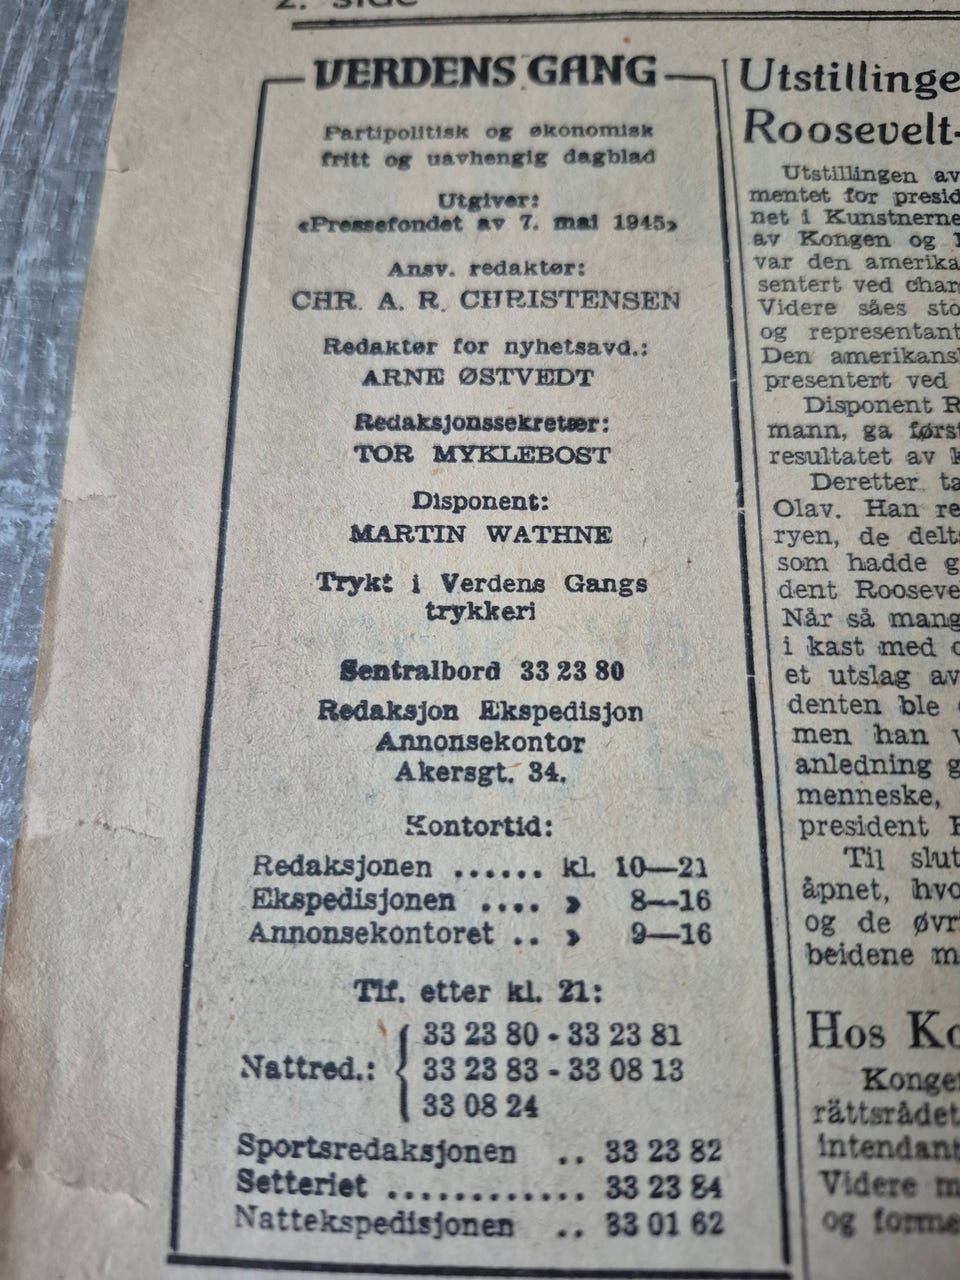 2. side
VERDENS GANG
Partipolitisk og økonomisk
fritt og uavhengig dagblad
Utgiver:
«Pressefondet av 7. mai 1945»
Ansv. redaktør:
CHR. A. R. CHRISTENSEN
Redaktør for nyhetsavd.:
ARNE ØSTVEDT
Redaksjonssekretær:
TOR MYKLEBOST
Disponent:
MARTIN WATHNE
Trykt i Verdens Gangs
trykkeri
Sentralbord 33 23 80
Redaksjon Ekspedisjon
Annonsekontor
Akersgt. 34.
Kontortid:
Redaksjonen ...... kl. 10—21
Ekspedisjonen .... » 8—16
Annonsekontoret .. » 9—16
Tlf. etter kl. 21:
33 23 80 - 33 23 81
Nattred.: { 33 23 83 - 33 08 13
33 08 24
Sportsredaksjonen .. 33 23 82
Setteriet ............ 33 23 84
Nattekspedisjonen .. 33 01 62
Utstillinge
Roosevelt-
Utstillingen av
mentet for presid
net i Kunstnerne
av Kongen og
var den amerika
sentert ved char
Videre såes sto
og representant
Den amerikans
presentert ved
Disponent R
mann, ga først
resultatet av k
Deretter ta
Olav. Han re
ryen, de delt
som hadde g
dent Rooseve
Når så mang
i kast med
et utslag av
denten ble
men han v
anledning g
menneske,
president
Til slut
åpnet, hvo
og de øvr
beidene m
Hos Ko
Konger
rättsrådet
intendant
Videre m
og forme